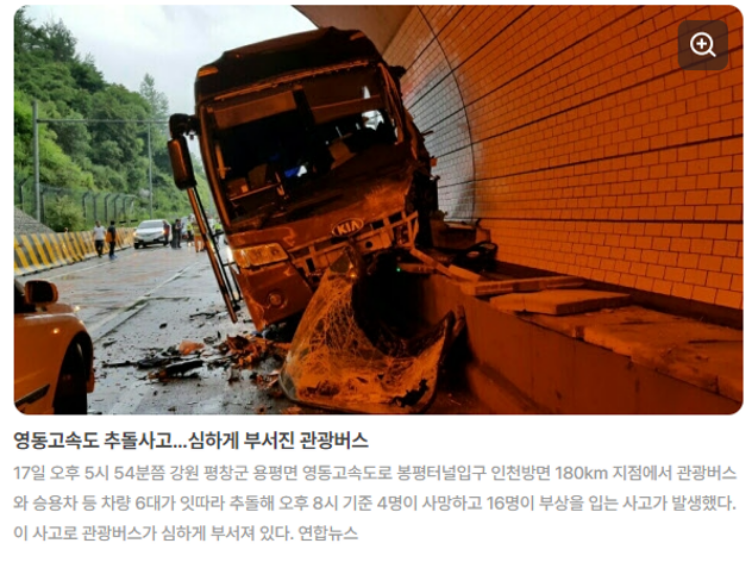 KIA
영동고속도 추돌사고...심하게 부서진 관광버스
17일 오후 5시 54분쯤 강원 평창군 용평면 영동고속도로 봉평터널입구 인천방면 180km 지점에서 관광버스
와 승용차 등 차량 6대가 잇따라 추돌해 오후 8시 기준 4명이 사망하고 16명이 부상을 입는 사고가 발생했다.
이 사고로 관광버스가 심하게 부서져 있다. 연합뉴스